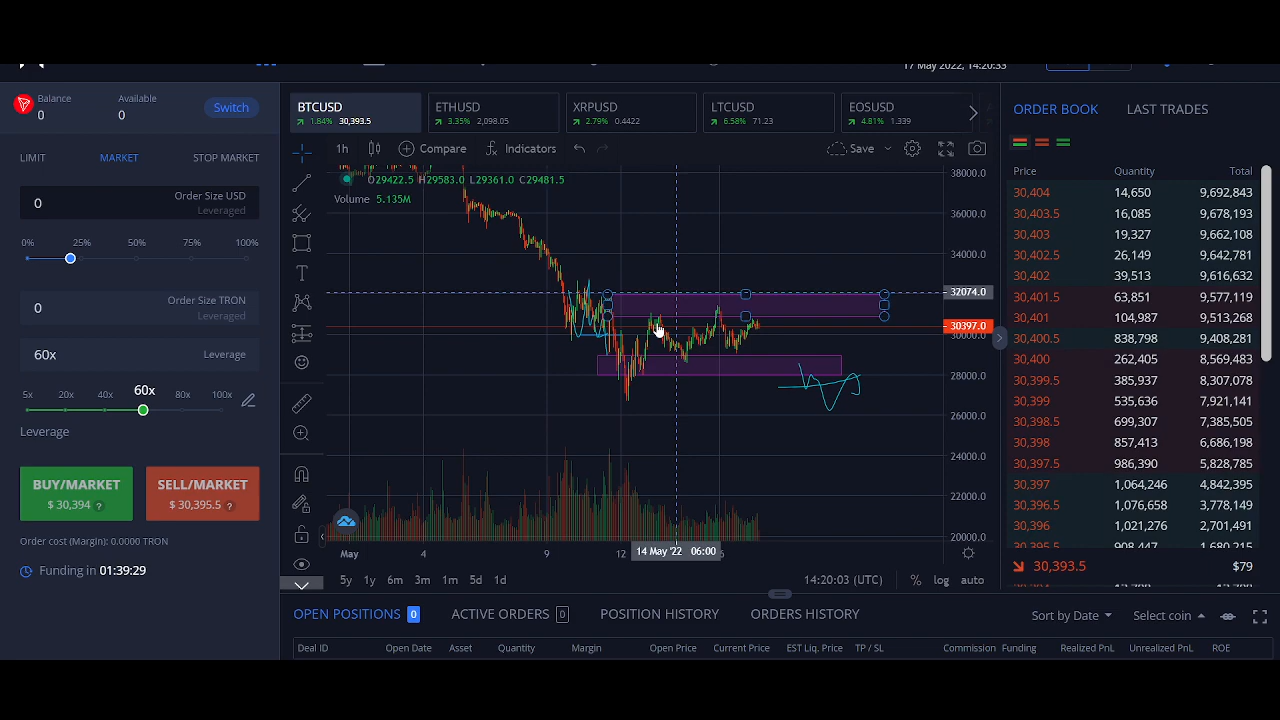 17 May 2022, 14:20:33
Balance
0
Available
0
Switch
BTCUSD
1.84% 30,393.5
ETHUSD
3.35% 2,098.05
XRPUSD
2.79% 0.4422
LTCUSD
6.58% 71.23
EOSUSD
4.81% 1.339
ORDER BOOK
LAST TRADES
LIMIT
MARKET
STOP MARKET
1h
Compare
Indicators
Save
O29422.5 H29583.0 L29361.0 C29481.5
Volume 5.135M
0
Order Size USD
Leveraged
0% 25% 50% 75% 100%
0
Order Size TRON
Leveraged
60x
Leverage
60x
5x 20x 40x 80x 100x
Leverage
BUY/MARKET
$ 30,394 ?
SELL/MARKET
$ 30,395.5 ?
Order cost (Margin): 0.0000 TRON
Funding in 01:39:29
38000.0
36000.0
34000.0
32074.0
30397.0
30000.0
28000.0
26000.0
24000.0
22000.0
20000.0
May 4 9 12 14 May '22 06:00
5y 1y 6m 3m 1m 5d 1d
14:20:03 (UTC)
% log auto
Price Quantity Total
30,404 14,650 9,692,843
30,403.5 16,085 9,678,193
30,403 19,327 9,662,108
30,402.5 26,149 9,642,781
30,402 39,513 9,616,632
30,401.5 63,851 9,577,119
30,401 104,987 9,513,268
30,400.5 838,798 9,408,281
30,400 262,405 8,569,483
30,399.5 385,937 8,307,078
30,399 535,636 7,921,141
30,398.5 699,307 7,385,505
30,398 857,413 6,686,198
30,397.5 986,390 5,828,785
30,397 1,064,246 4,842,395
30,396.5 1,076,658 3,778,149
30,396 1,021,276 2,701,491
30,395.5 908,447 1,680,215
30,393.5 $79
OPEN POSITIONS 0
ACTIVE ORDERS 0
POSITION HISTORY
ORDERS HISTORY
Sort by Date
Select coin
Deal ID Open Date Asset Quantity Margin Open Price Current Price EST Liq. Price TP / SL Commission Funding Realized PnL Unrealized PnL ROE